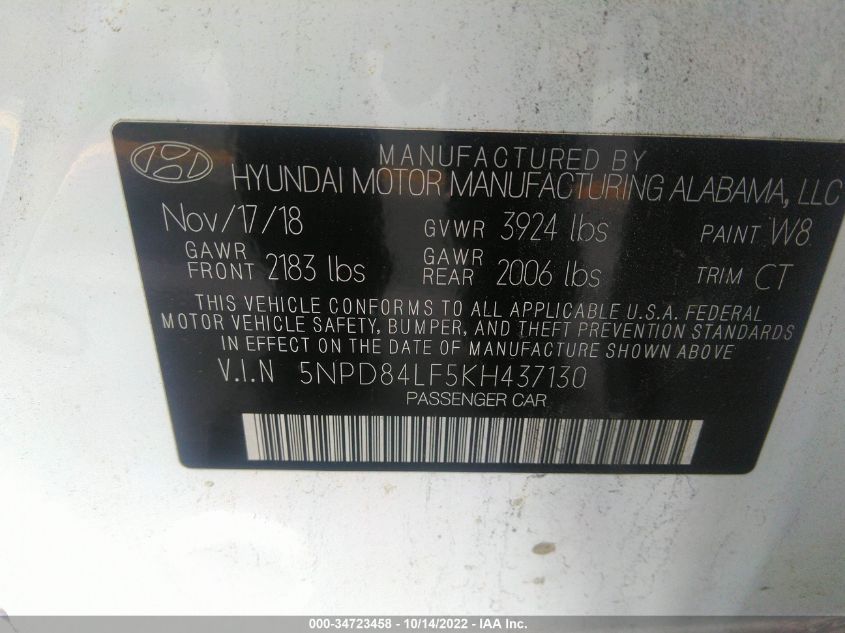 MANUFACTURED BY
HYUNDAI MOTOR MANUFACTURING ALABAMA, LLC
Nov/17/18 GVWR 3924 lbs PAINT W8
GAWR FRONT 2183 lbs GAWR REAR 2006 lbs TRIM CT
THIS VEHICLE CONFORMS TO ALL APPLICABLE U.S.A. FEDERAL
MOTOR VEHICLE SAFETY, BUMPER, AND THEFT PREVENTION STANDARDS
IN EFFECT ON THE DATE OF MANUFACTURE SHOWN ABOVE
V.I.N 5NPD84LF5KH437130
PASSENGER CAR
000-34723458 - 10/14/2022 - IAA Inc.